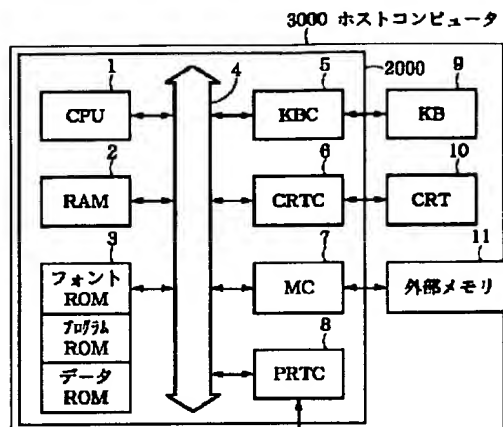 3000 ホストコンピュータ
2000
1
CPU
4
5
KBC
9
KB
2
RAM
6
CRTC
10
CRT
3
フォント
ROM
プログラム
ROM
データ
ROM
7
MC
11
外部メモリ
8
PRTC